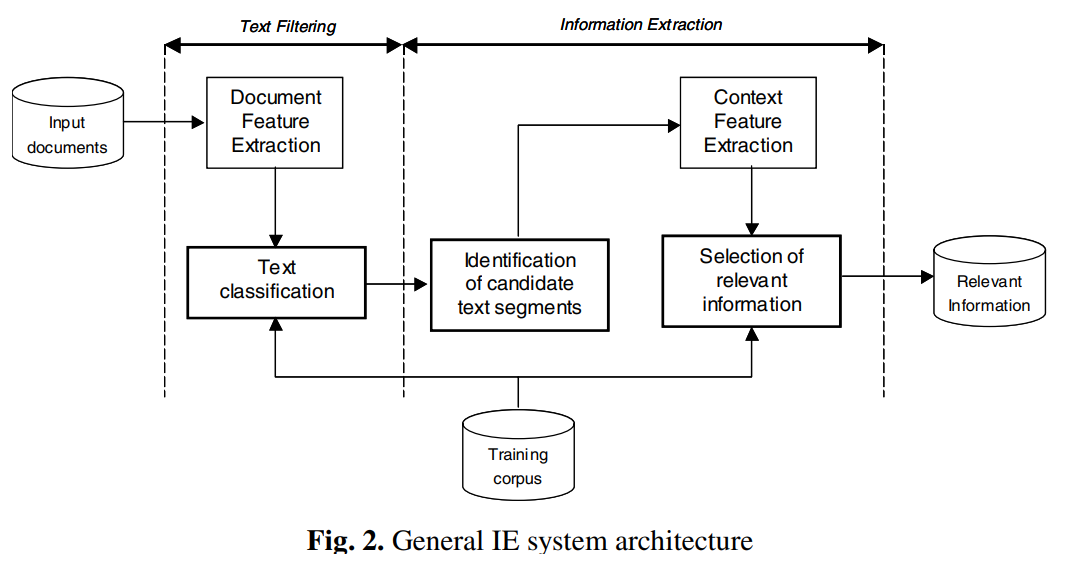 Text Filtering
Information Extraction
Input
documents
Document
Feature
Extraction
Context
Feature
Extraction
Text
classification
Identification
of candidate
text segments
Selection of
relevant
information
Relevant
Information
Training
corpus
Fig. 2. General IE system architecture